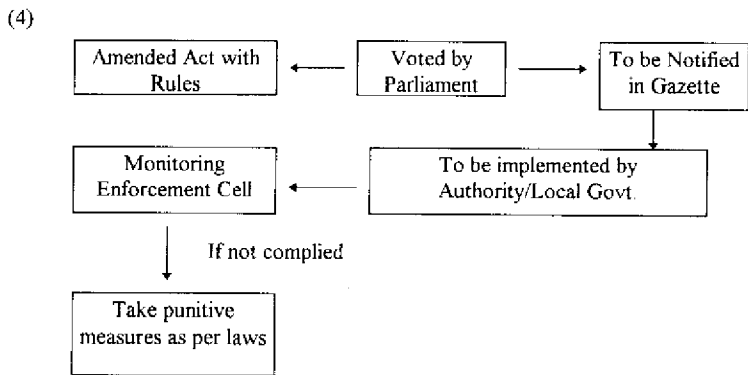 (4)
Amended Act with
Rules
Voted by
Parliament
To be Notified
in Gazette
Monitoring
Enforcement Cell
To be implemented by
Authority/Local Govt.
If not complied
Take punitive
measures as per laws